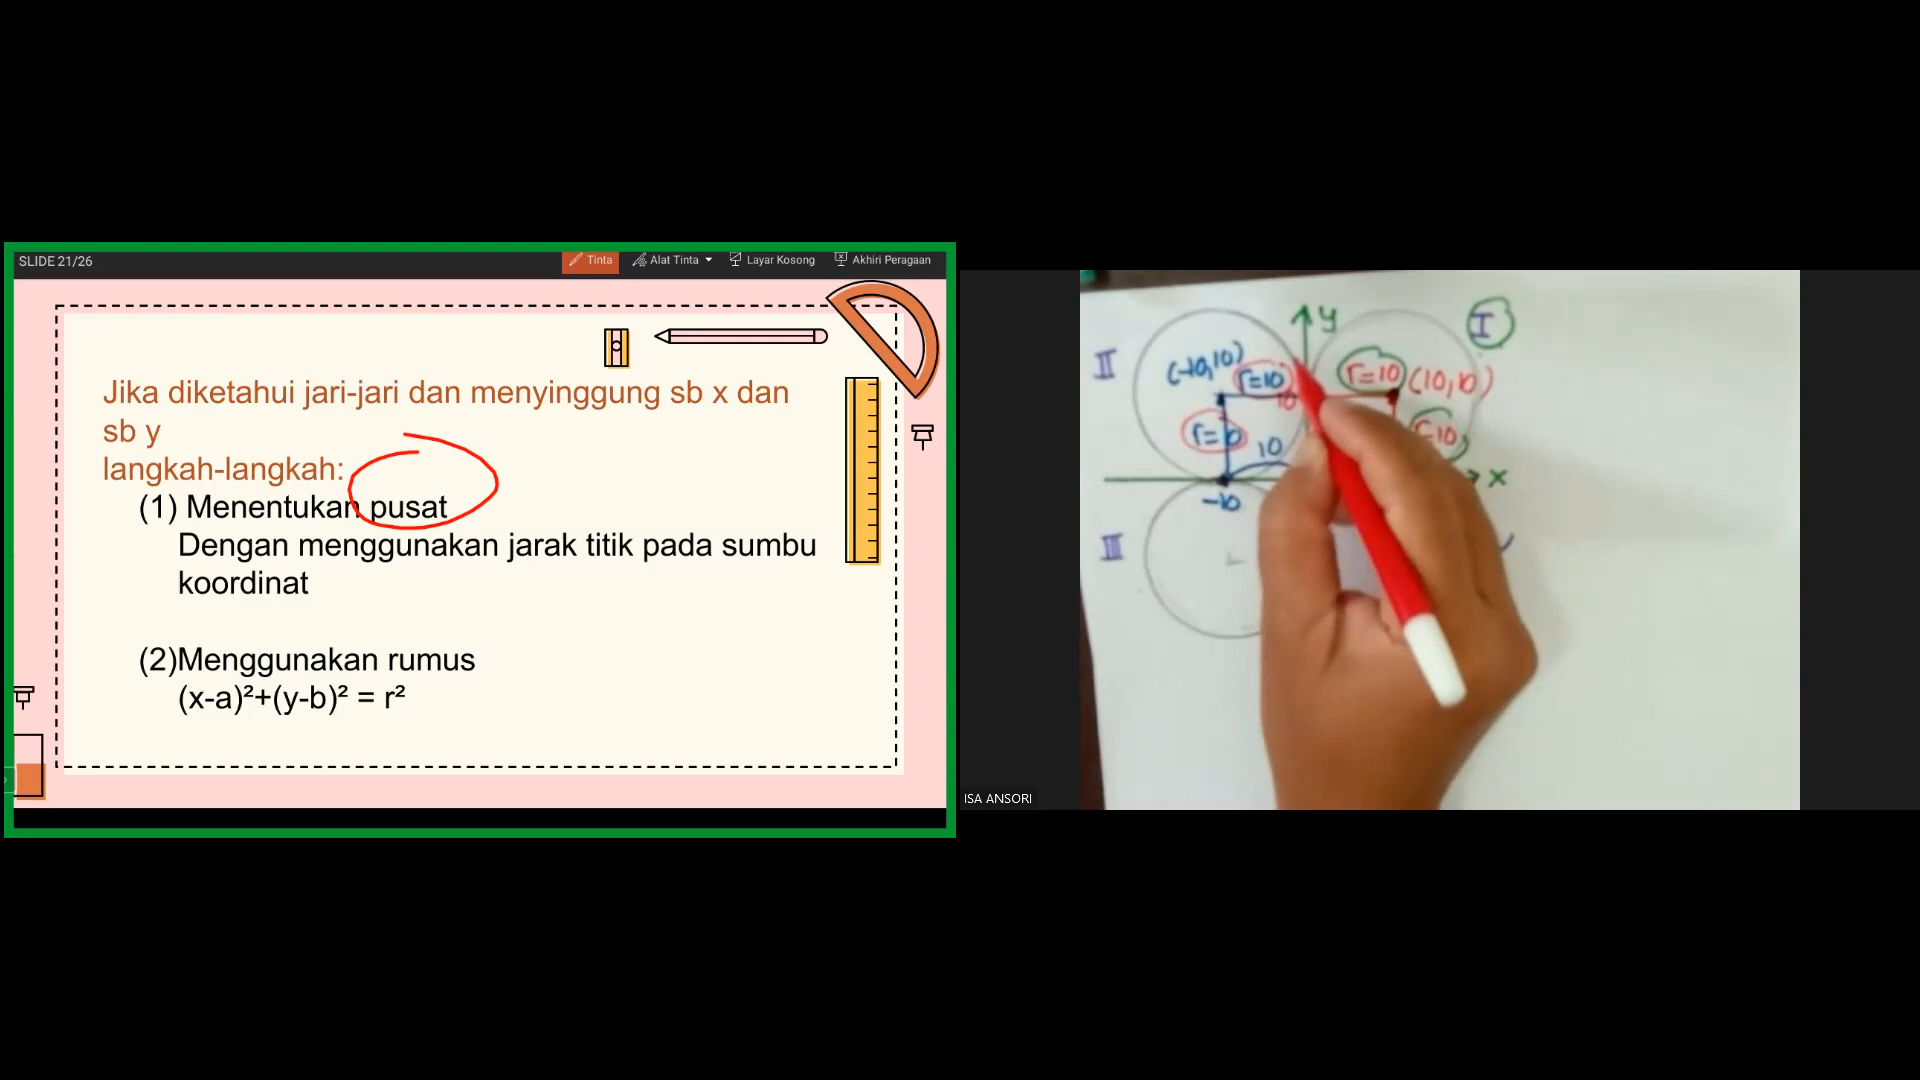 SLIDE 21/26
Tinta
Alat Tinta
Layar Kosong
Akhiri Peragaan
Jika diketahui jari-jari dan menyinggung sb x dan
sb y
langkah-langkah:
(1) Menentukan pusat
Dengan menggunakan jarak titik pada sumbu
koordinat
(2)Menggunakan rumus
(x-a)²+(y-b)² = r²
y
I
II
(-10,10)
r=10
r=10 (10,10)
10
r=10
10
x
-10
III
ISA ANSORI